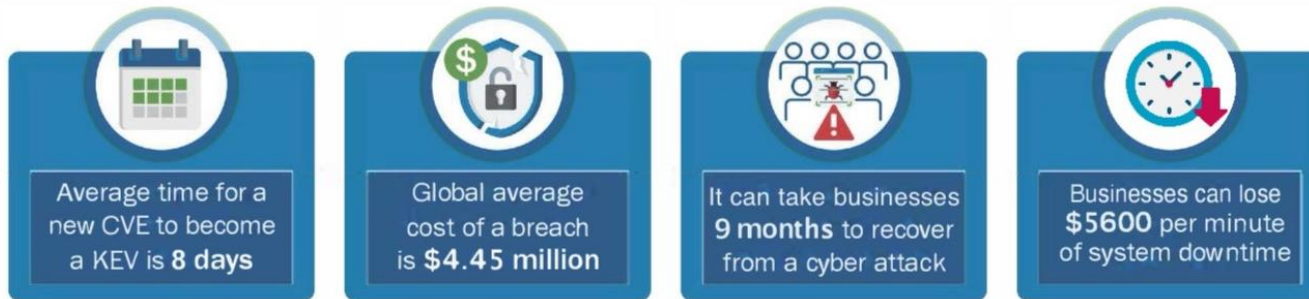 $
Average time for a
new CVE to become
a KEV is 8 days
Global average
cost of a breach
is $4.45 million
It can take businesses
9 months to recover
from a cyber attack
Businesses can lose
$5600 per minute
of system downtime